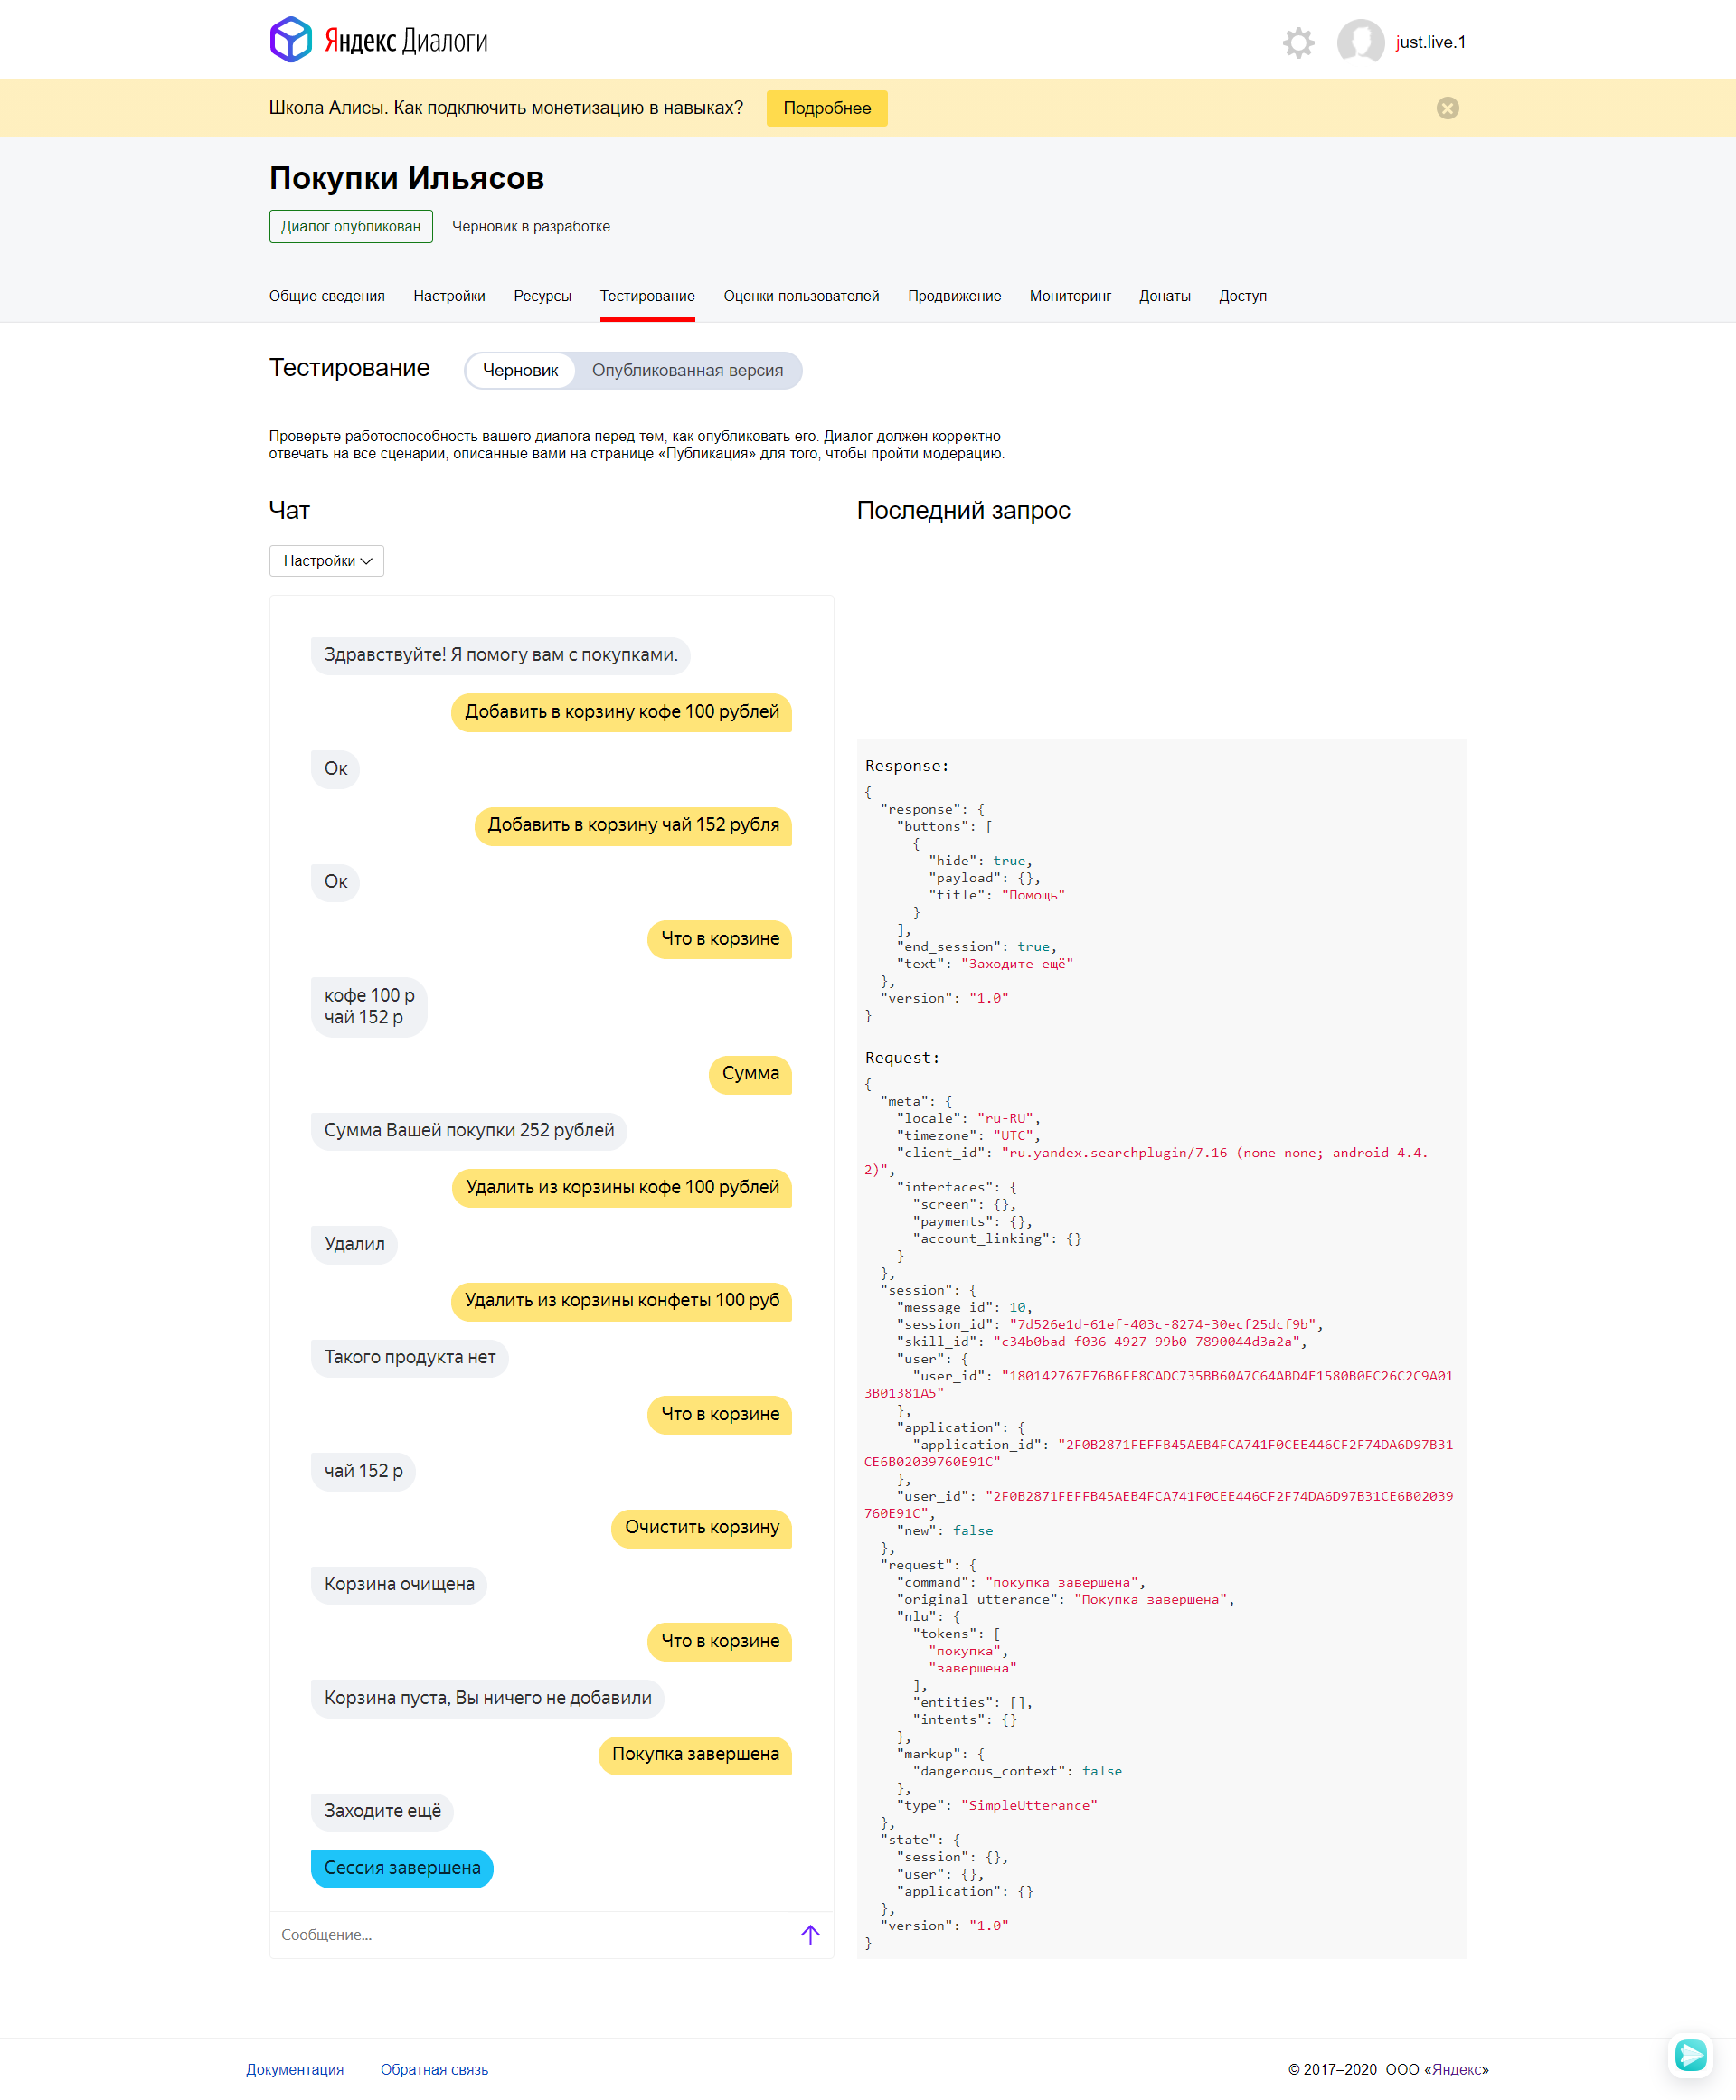 Яндекс Диалоги
just.live.1
Школа Алисы. Как подключить монетизацию в навыках?
Подробнее
Покупки Ильясов
Диалог опубликован
Черновик в разработке
Общие сведения
Настройки
Ресурсы
Тестирование
Оценки пользователей
Продвижение
Мониторинг
Донаты
Доступ
Тестирование
Черновик
Опубликованная версия
Проверьте работоспособность вашего диалога перед тем, как опубликовать его. Диалог должен корректно
отвечать на все сценарии, описанные вами на странице «Публикация» для того, чтобы пройти модерацию.
Чат
Настройки
Здравствуйте! Я помогу вам с покупками.
Добавить в корзину кофе 100 рублей
Ок
Добавить в корзину чай 152 рубля
Ок
Что в корзине
кофе 100 р
чай 152 р
Сумма
Сумма Вашей покупки 252 рублей
Удалить из корзины кофе 100 рублей
Удалил
Удалить из корзины конфеты 100 руб
Такого продукта нет
Что в корзине
чай 152 р
Очистить корзину
Корзина очищена
Что в корзине
Корзина пуста, Вы ничего не добавили
Покупка завершена
Заходите ещё
Сессия завершена
Сообщение...
Последний запрос
Response:
{
"response": {
"buttons": [
{
"hide": true,
"payload": {},
"title": "Помощь"
}
],
"end_session": true,
"text": "Заходите ещё"
},
"version": "1.0"
}
Request:
{
"meta": {
"locale": "ru-RU",
"timezone": "UTC",
"client_id": "ru.yandex.searchplugin/7.16 (none none; android 4.4.
2)",
"interfaces": {
"screen": {},
"payments": {},
"account_linking": {}
}
},
"session": {
"message_id": 10,
"session_id": "7d526e1d-61ef-403c-8274-30ecf25dcf9b",
"skill_id": "c34b0bad-f036-4927-99b0-7890044d3a2a",
"user": {
"user_id": "180142767F76B6FF8CADC735BB60A7C64ABD4E1580B0FC26C2C9A01
3B01381A5"
},
"application": {
"application_id": "2F0B2871FEFFB45AEB4FCA741F0CEE446CF2F74DA6D97B31
CE6B02039760E91C"
},
"user_id": "2F0B2871FEFFB45AEB4FCA741F0CEE446CF2F74DA6D97B31CE6B02039
760E91C",
"new": false
},
"request": {
"command": "покупка завершена",
"original_utterance": "Покупка завершена",
"nlu": {
"tokens": [
"покупка",
"завершена"
],
"entities": [],
"intents": {}
},
"markup": {
"dangerous_context": false
},
"type": "SimpleUtterance"
},
"state": {
"session": {},
"user": {},
"application": {}
},
"version": "1.0"
}
Документация
Обратная связь
© 2017–2020 ООО «Яндекс»